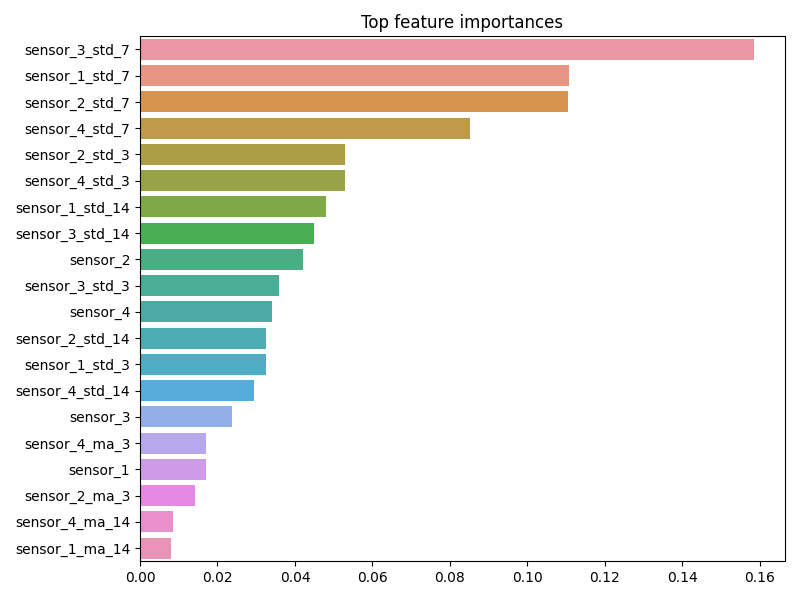 Top feature importances
sensor_3_std_7
sensor_1_std_7
sensor_2_std_7
sensor_4_std_7
sensor_2_std_3
sensor_4_std_3
sensor_1_std_14
sensor_3_std_14
sensor_2
sensor_3_std_3
sensor_4
sensor_2_std_14
sensor_1_std_3
sensor_4_std_14
sensor_3
sensor_4_ma_3
sensor_1
sensor_2_ma_3
sensor_4_ma_14
sensor_1_ma_14
0.00 0.02 0.04 0.06 0.08 0.10 0.12 0.14 0.16